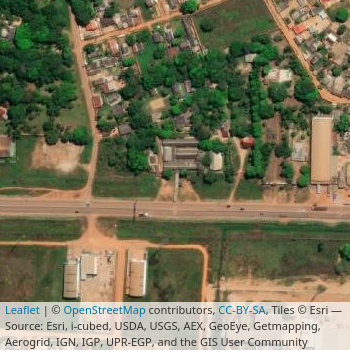 Leaflet | © OpenStreetMap contributors, CC-BY-SA, Tiles © Esri —
Source: Esri, i-cubed, USDA, USGS, AEX, GeoEye, Getmapping,
Aerogrid, IGN, IGP, UPR-EGP, and the GIS User Community